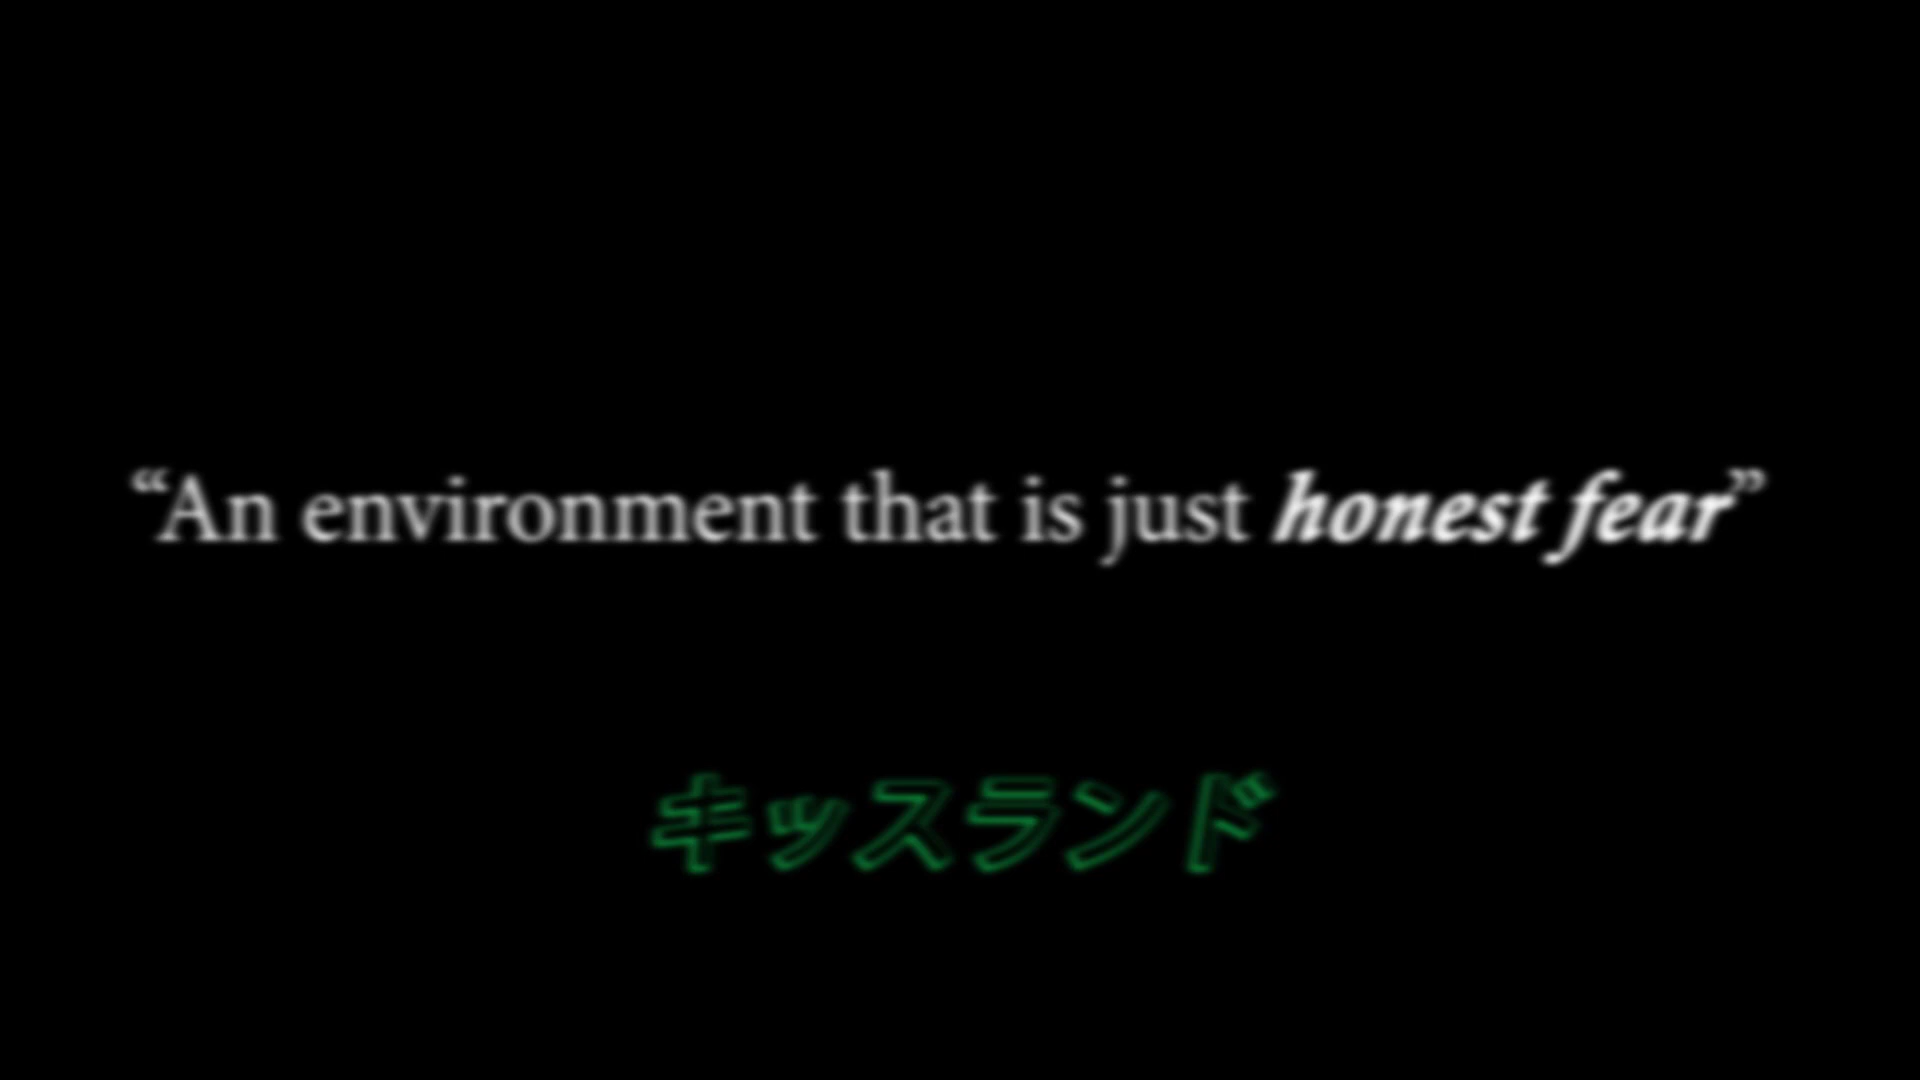 “An environment that is just honest fear”
キッスランド